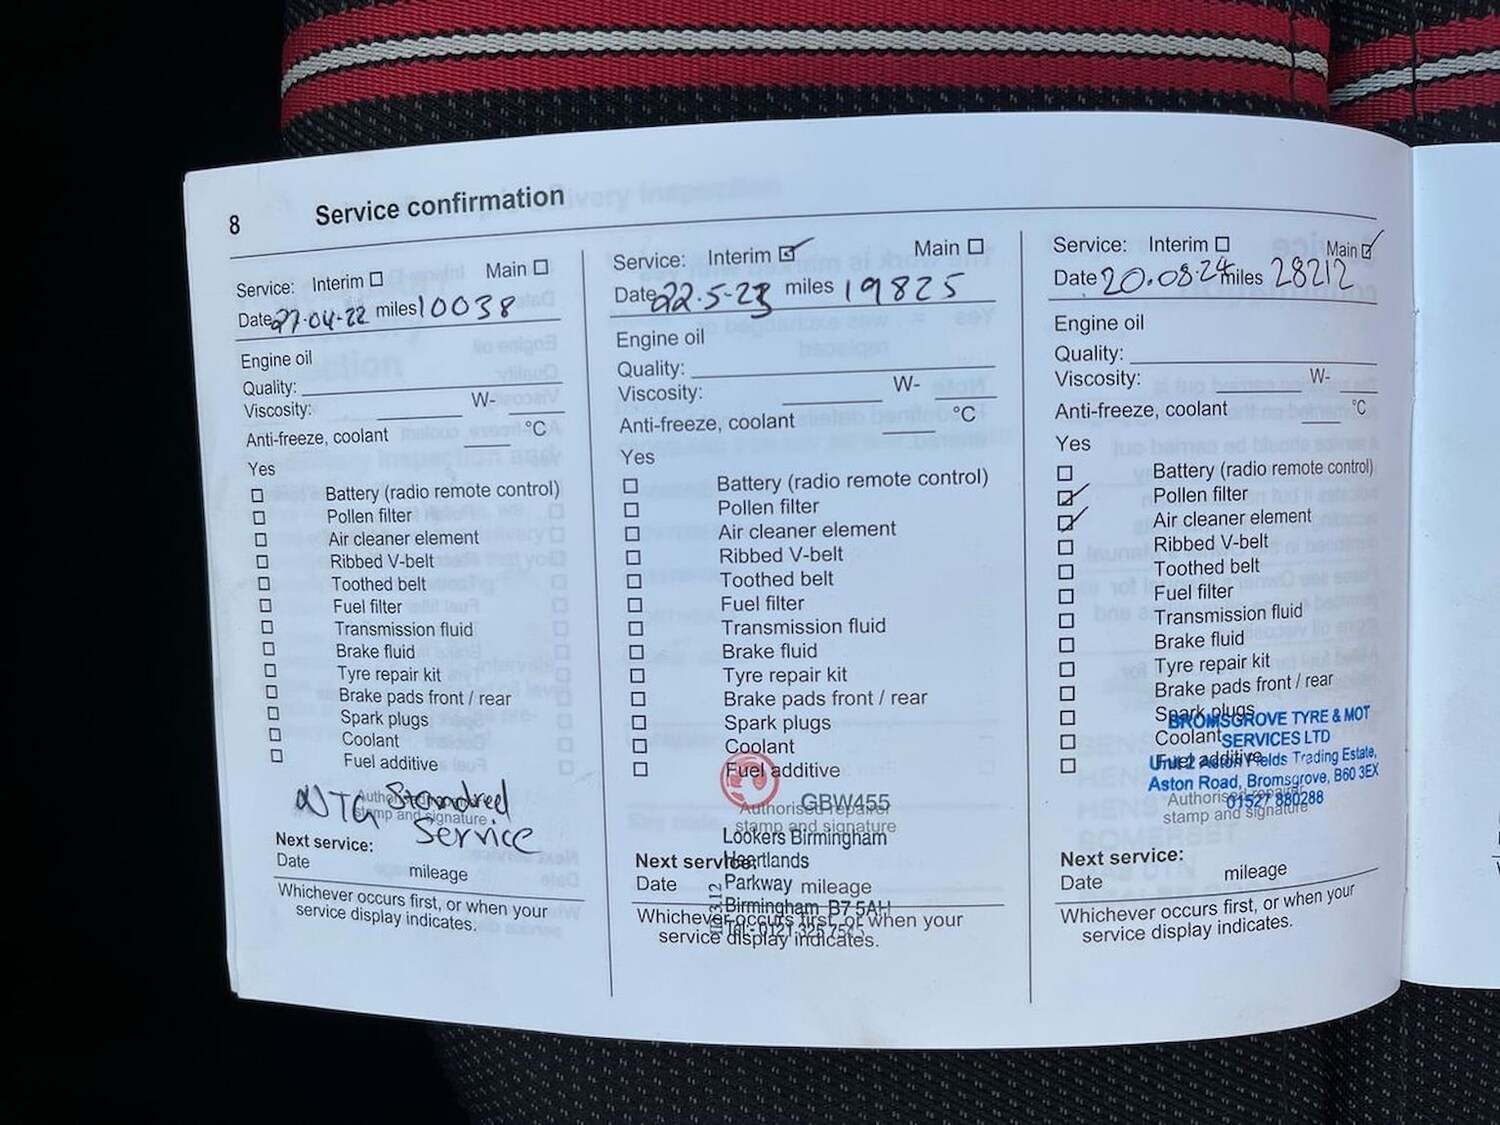 8 Service confirmation
Service: Interim Main
Date 27.04.22 miles 10038
Engine oil
Quality:
Viscosity: W-
Anti-freeze, coolant °C
Yes
Battery (radio remote control)
Pollen filter
Air cleaner element
Ribbed V-belt
Toothed belt
Fuel filter
Transmission fluid
Brake fluid
Tyre repair kit
Brake pads front / rear
Spark plugs
Coolant
Fuel additive
Standred
Service
stamp and signature
Next service:
Date mileage
Whichever occurs first, or when your
service display indicates.
Service: Interim Main
Date 22.5-23 miles 19825
Engine oil
Quality:
Viscosity: W-
Anti-freeze, coolant °C
Yes
Battery (radio remote control)
Pollen filter
Air cleaner element
Ribbed V-belt
Toothed belt
Fuel filter
Transmission fluid
Brake fluid
Tyre repair kit
Brake pads front / rear
Spark plugs
Coolant
Fuel additive
GBW455
Authorised repairer
stamp and signature
Lookers Birmingham
Heartlands
Parkway
Birmingham B7 5AH
Next service:
Date mileage
Whichever occurs first, or when your
service display indicates.
Service: Interim Main
Date 20.08.24 miles 28212
Engine oil
Quality:
Viscosity: W-
Anti-freeze, coolant °C
Yes
Battery (radio remote control)
Pollen filter
Air cleaner element
Ribbed V-belt
Toothed belt
Fuel filter
Transmission fluid
Brake fluid
Tyre repair kit
Brake pads front / rear
Spark plugs
Coolant
Fuel additive
BROMSGROVE TYRE & MOT
SERVICES LTD
Unit 2 Aston Fields Trading Estate,
Aston Road, Bromsgrove, B60 3EX
01527 880288
Authorised repairer
stamp and signature
Next service:
Date mileage
Whichever occurs first, or when your
service display indicates.